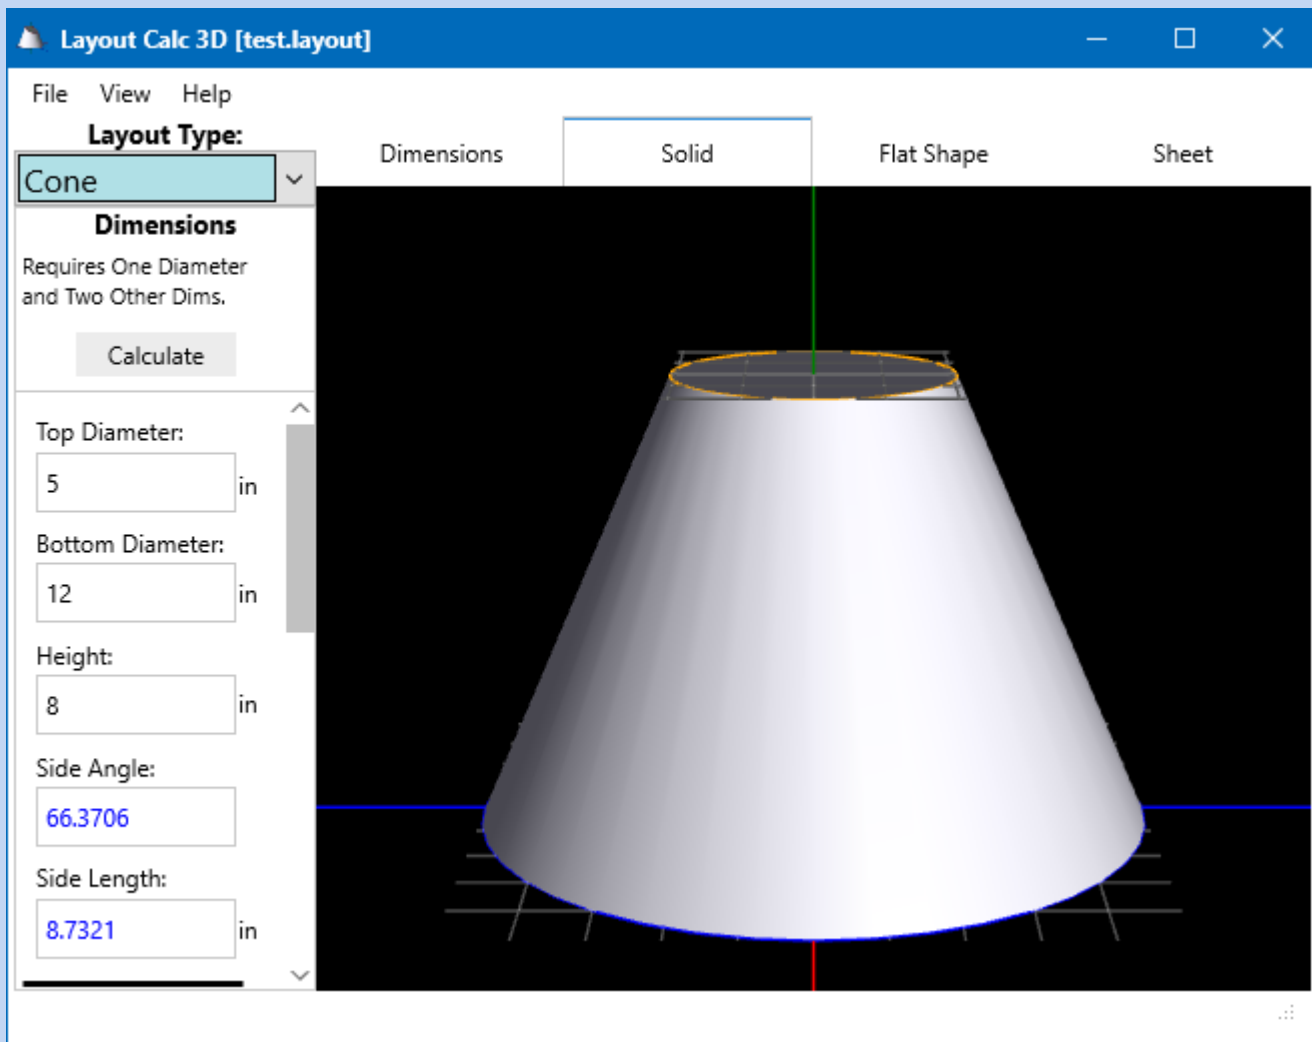 Layout Calc 3D [test.layout]
File View Help
Layout Type:
Cone
Dimensions
Requires One Diameter
and Two Other Dims.
Calculate
Top Diameter:
5 in
Bottom Diameter:
12 in
Height:
8 in
Side Angle:
66.3706
Side Length:
8.7321 in
Dimensions Solid Flat Shape Sheet